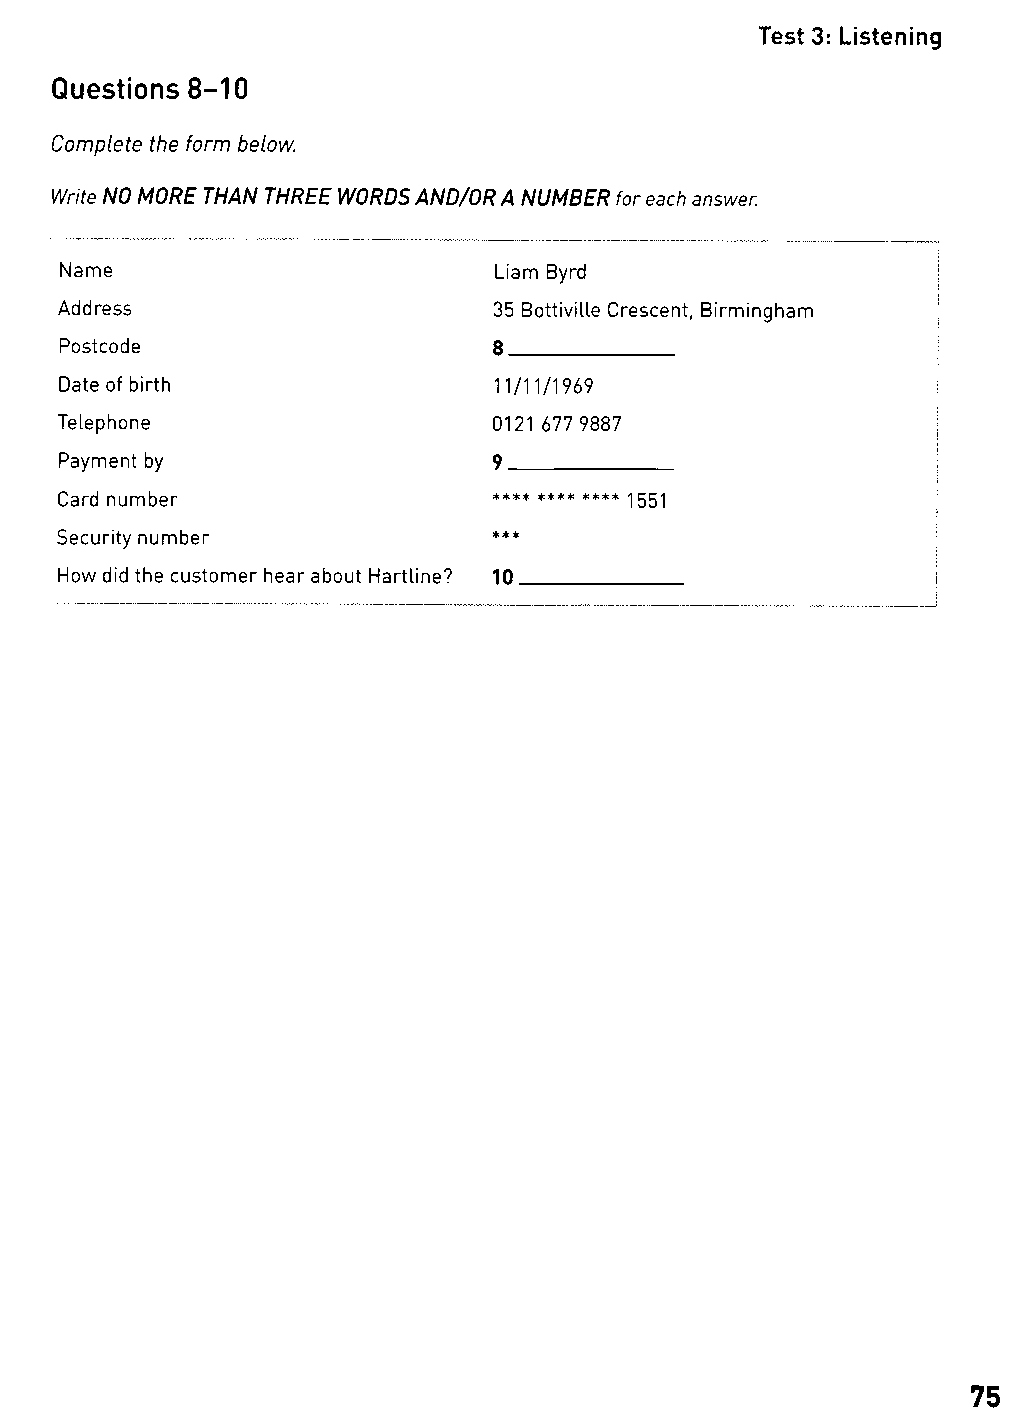 Test 3: Listening
Questions 8–10
Complete the form below.
Write NO MORE THAN THREE WORDS AND/OR A NUMBER for each answer.
Name Liam Byrd
Address 35 Bottiville Crescent, Birmingham
Postcode 8 ____________
Date of birth 11/11/1969
Telephone 0121 677 9887
Payment by 9 ____________
Card number **** **** **** 1551
Security number ***
How did the customer hear about Hartline? 10 ____________
75